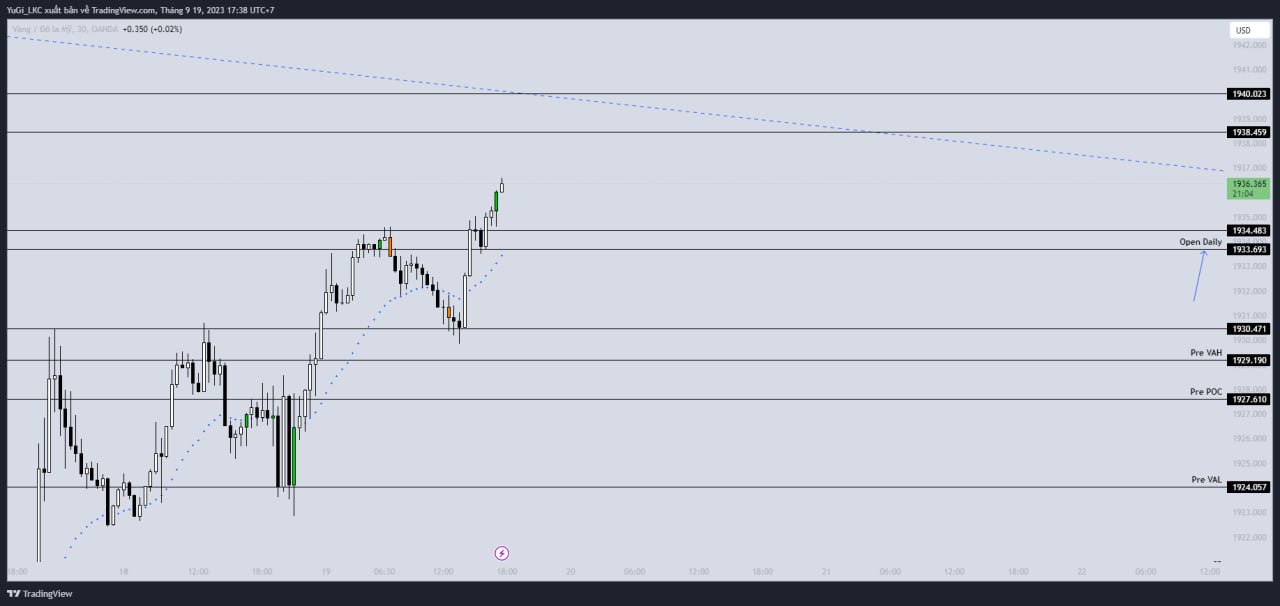 YuGi_LKC xuất bản về TradingView.com, Tháng 9 19, 2023 17:38 UTC+7
Vàng / Đô la Mỹ, 30, OANDA +0.350 (+0.02%)
USD
1942.000
1941.000
1940.023
1939.000
1938.459
1938.000
1937.000
1936.365
21:04
1935.000
1934.483
Open Daily
1933.693
1933.000
1932.000
1931.000
1930.471
1930.000
Pre VAH
1929.190
1928.000
Pre POC
1927.610
1927.000
1926.000
1925.000
Pre VAL
1924.057
1923.000
1922.000
18:00 18 12:00 18:00 19 06:30 12:00 18:00 20 06:00 12:00 18:00 21 06:00 12:00 18:00 22 06:00 12:00
TradingView